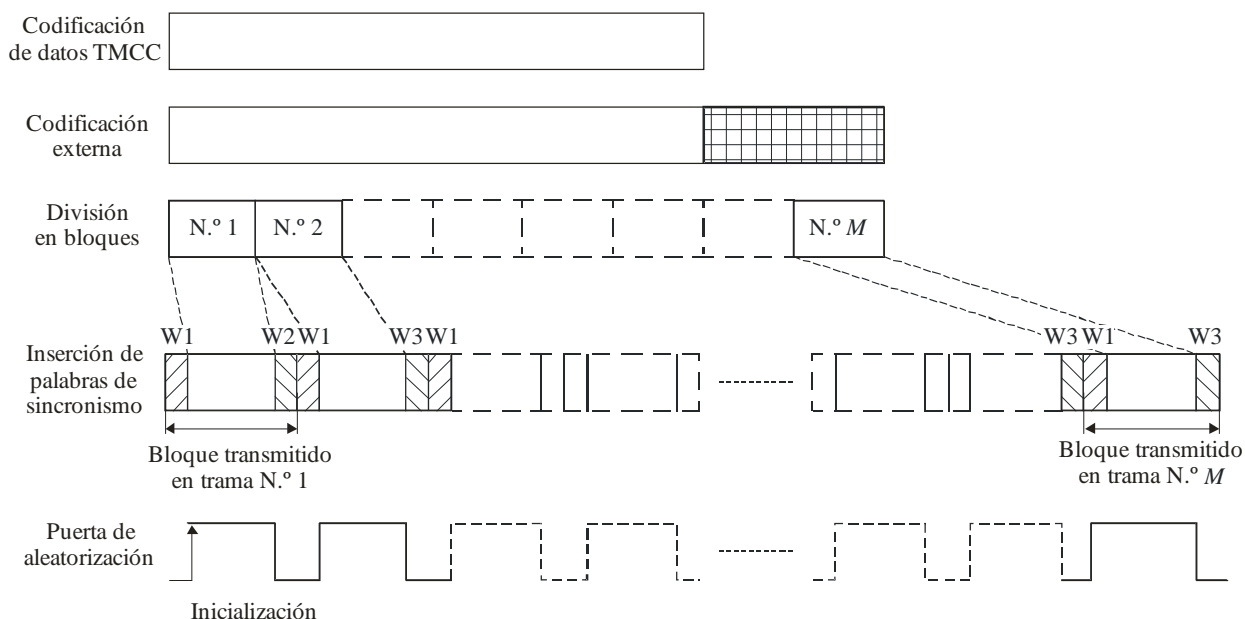 Codificación
de datos TMCC
Codificación
externa
División
en bloques
N.º 1
N.º 2
N.º M
W1
W2 W1
W3 W1
W3 W1
W3
Inserción de
palabras de
sincronismo
Bloque transmitido
en trama N.º 1
Bloque transmitido
en trama N.º M
Puerta de
aleatorización
Inicialización